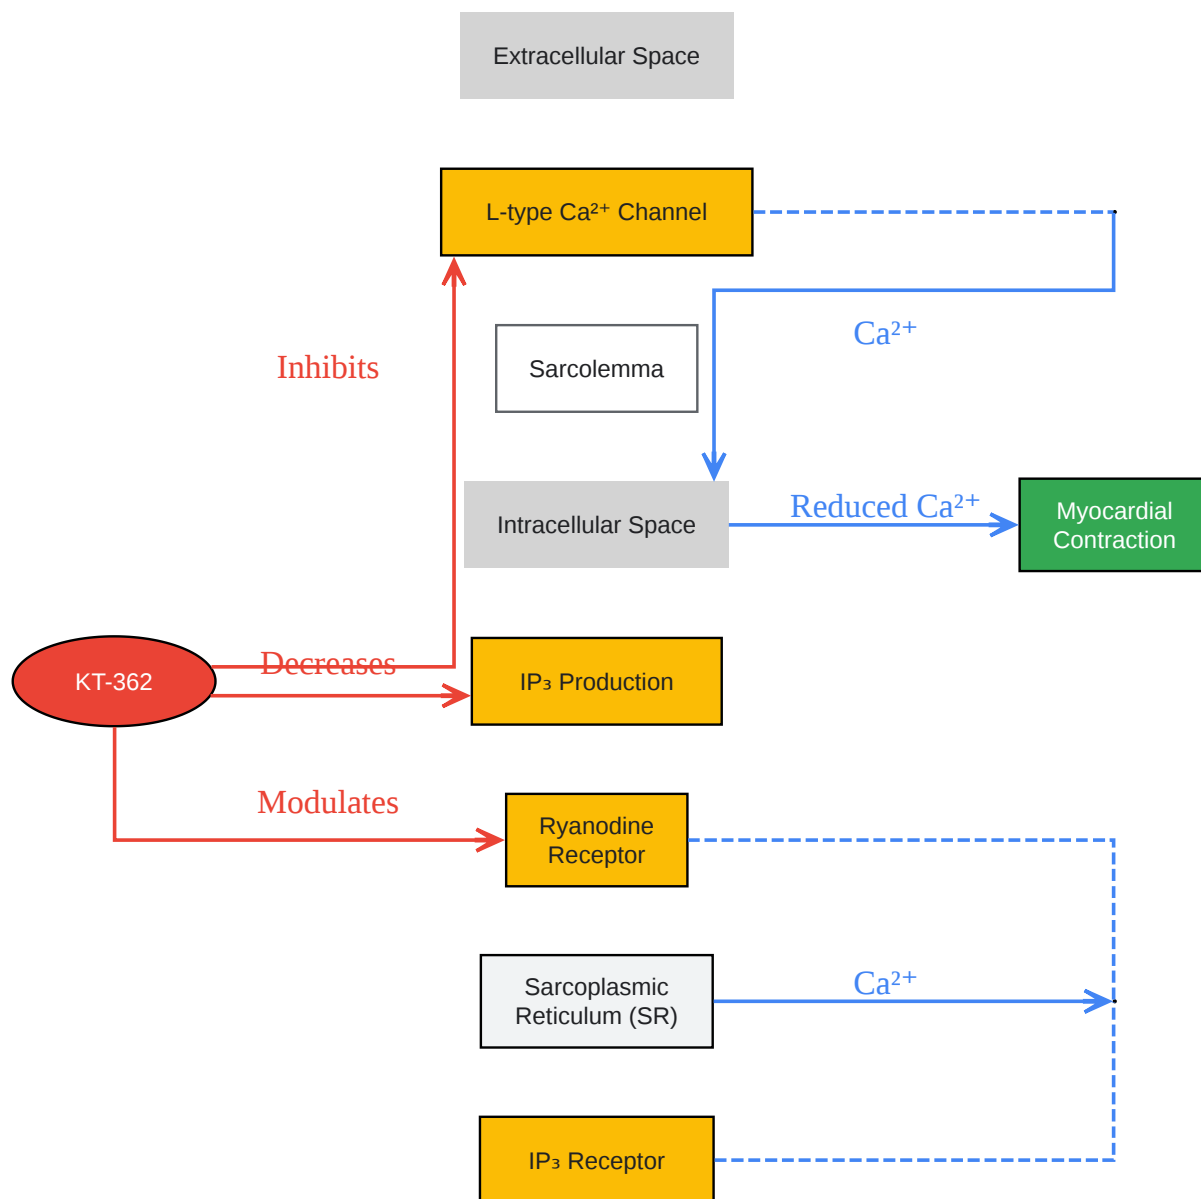 Extracellular Space
L-type Ca²⁺ Channel
Ca²⁺
Inhibits
Sarcolemma
Reduced Ca²⁺
Intracellular Space
Myocardial
Contraction
Decreases
KT-362
IP₃ Production
Modulates
Ryanodine
Receptor
Sarcoplasmic
Reticulum (SR)
Ca²⁺
IP₃ Receptor